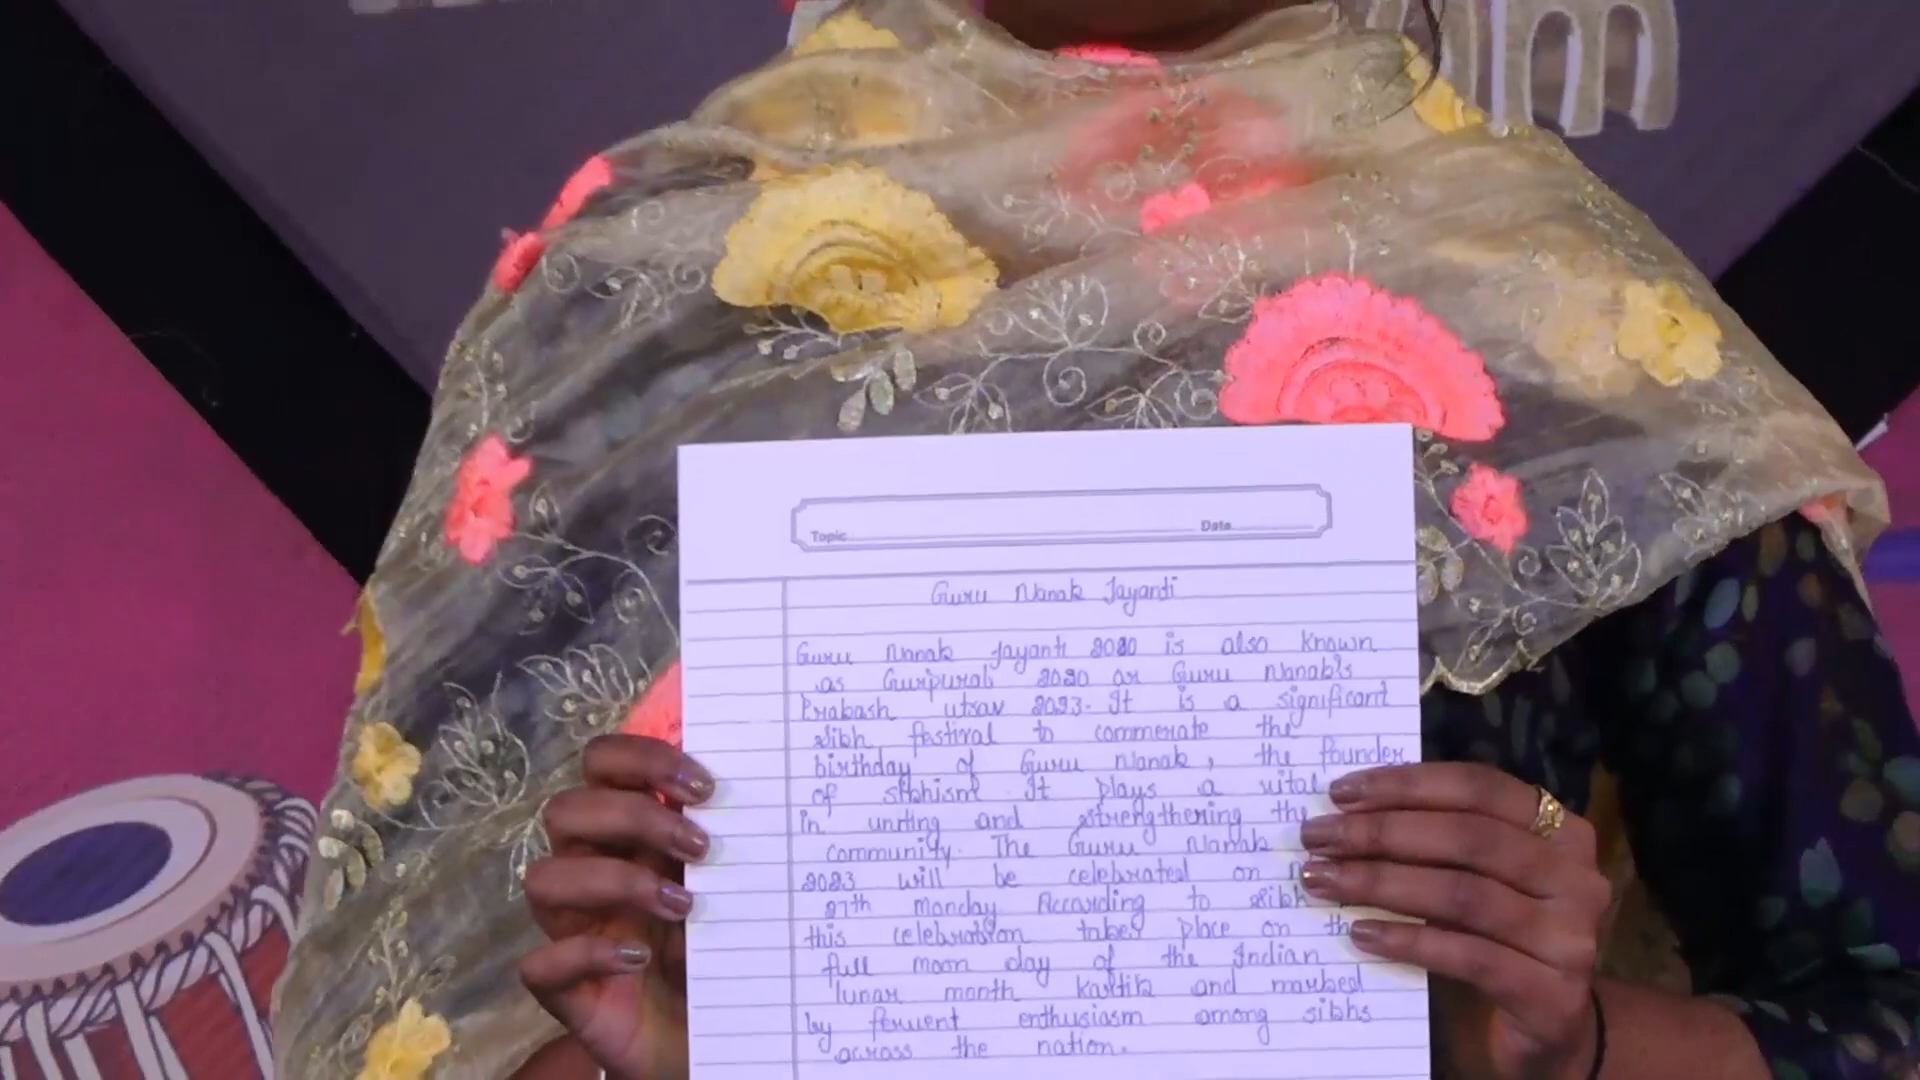 m
Topic Date
Guru Nanak Jayanti
Guru Nanak Jayanti 2020 is also known
as Gurpurab 2020 or Guru Nanak's
Prakash utsav 2023. It is a significant
sikh festival to commerate the
birthday of Guru Nanak, the founder
of sikhism. It plays a vital
in uniting and strengthering the
community. The Guru Nanak
2023 will be celebrated on
27th monday According to sikh
this celebration takes place on the
full moon day of the Indian
lunar month kartik and marked
by fervent enthusiasm among sikhs
across the nation.